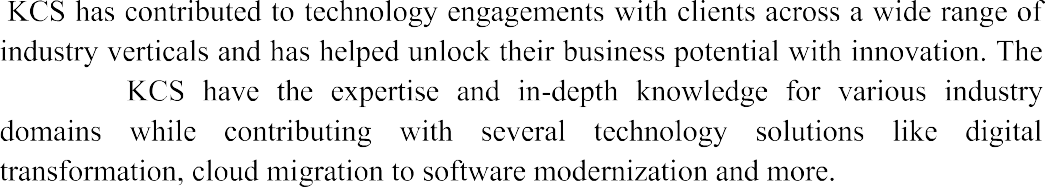 KCS has contributed to technology engagements with clients across a wide range of
industry verticals and has helped unlock their business potential with innovation. The
KCS have the expertise and in-depth knowledge for various industry
domains while contributing with several technology solutions like digital
transformation, cloud migration to software modernization and more.